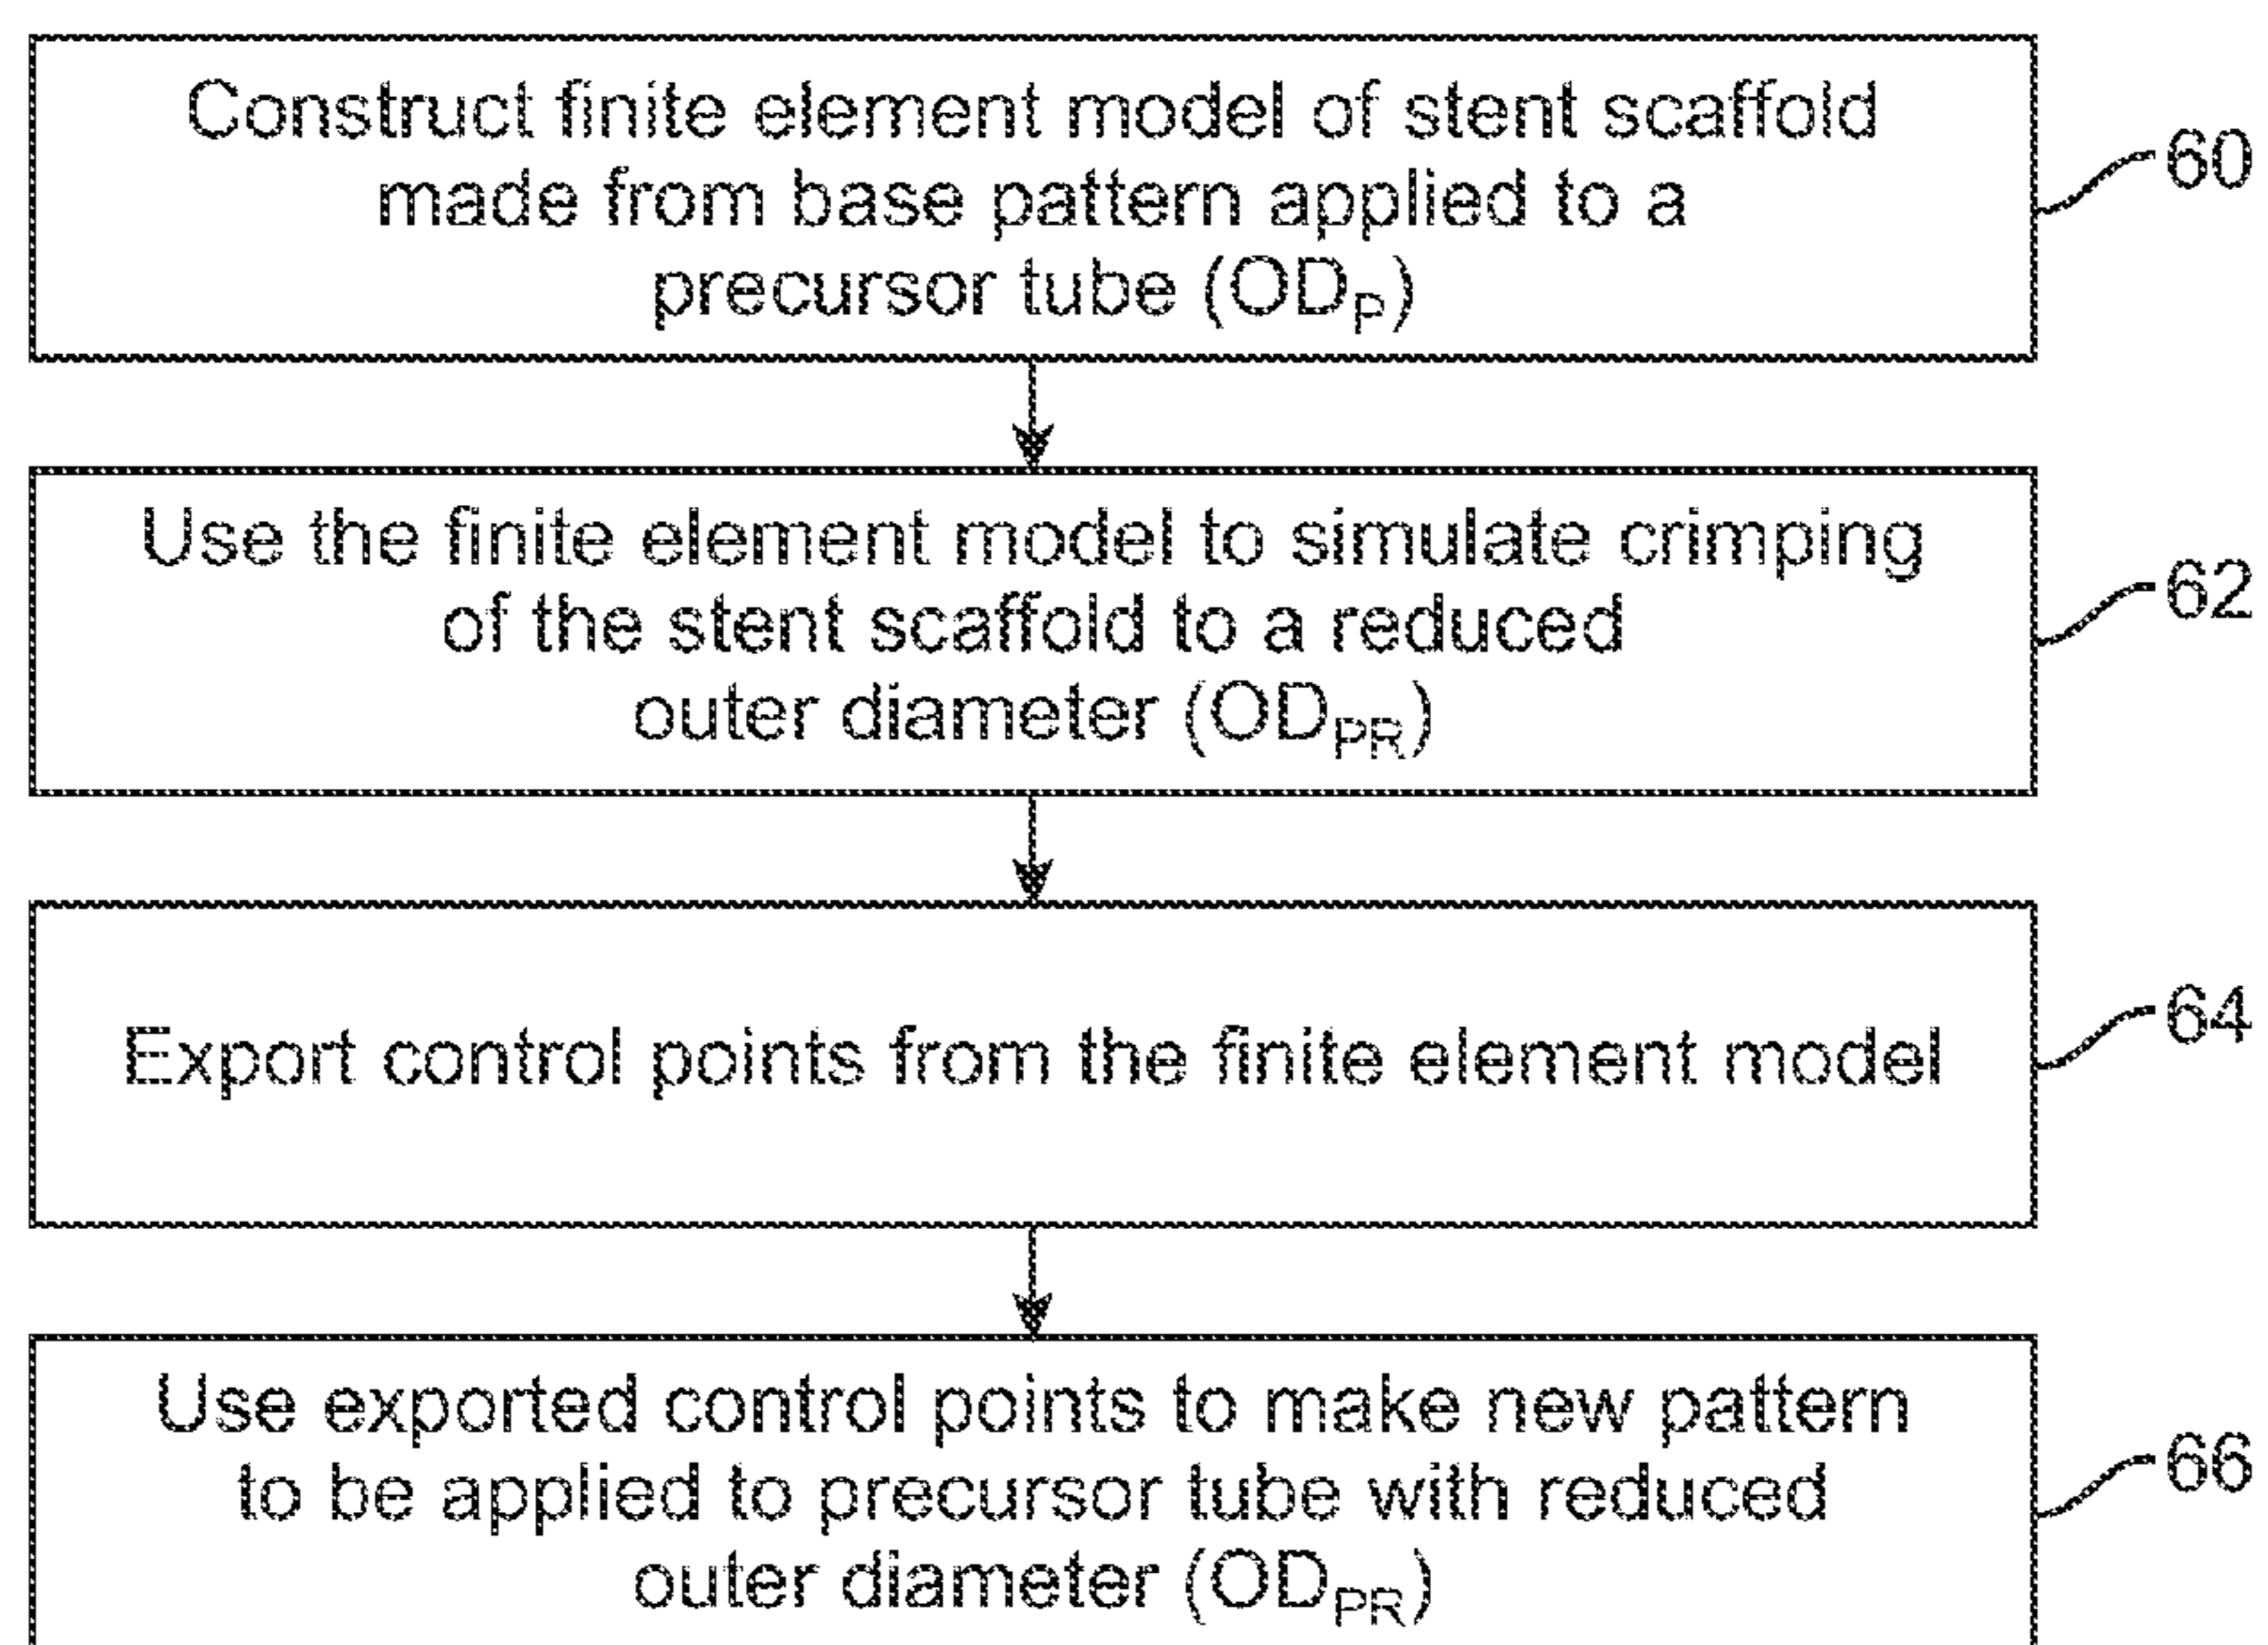 Construct finite element model of stent scaffold
made from base pattern applied to a
precursor tube (OD_P)
60
Use the finite element model to simulate crimping
of the stent scaffold to a reduced
outer diameter (OD_PR)
62
Export control points from the finite element model
64
Use exported control points to make new pattern
to be applied to precursor tube with reduced
outer diameter (OD_PR)
66